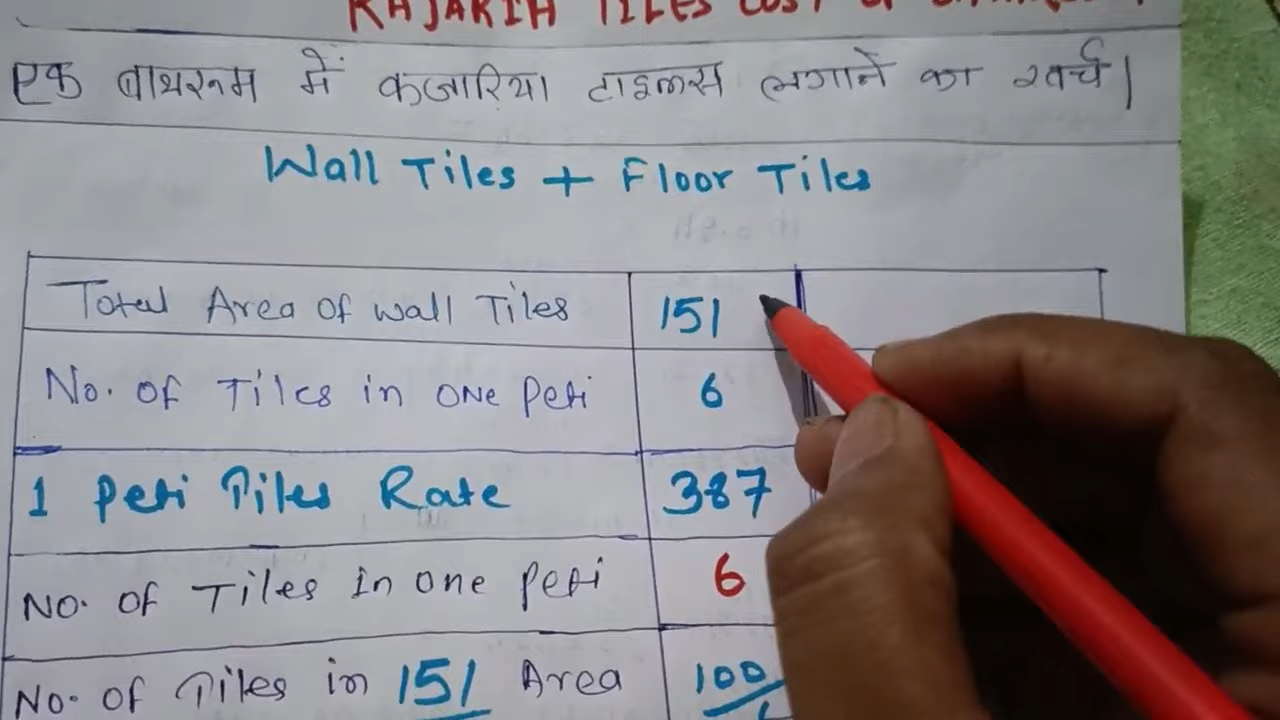 TILES COST
एक बाथरूम में कजारिया टाइल्स लगाने का खर्च।
Wall Tiles + Floor Tiles
Total Area of Wall Tiles 151
No. of Tiles in one Peti 6
1 Peti Tiles Rate 387
No. of Tiles in one Peti 6
No. of Tiles in 151 Area 100